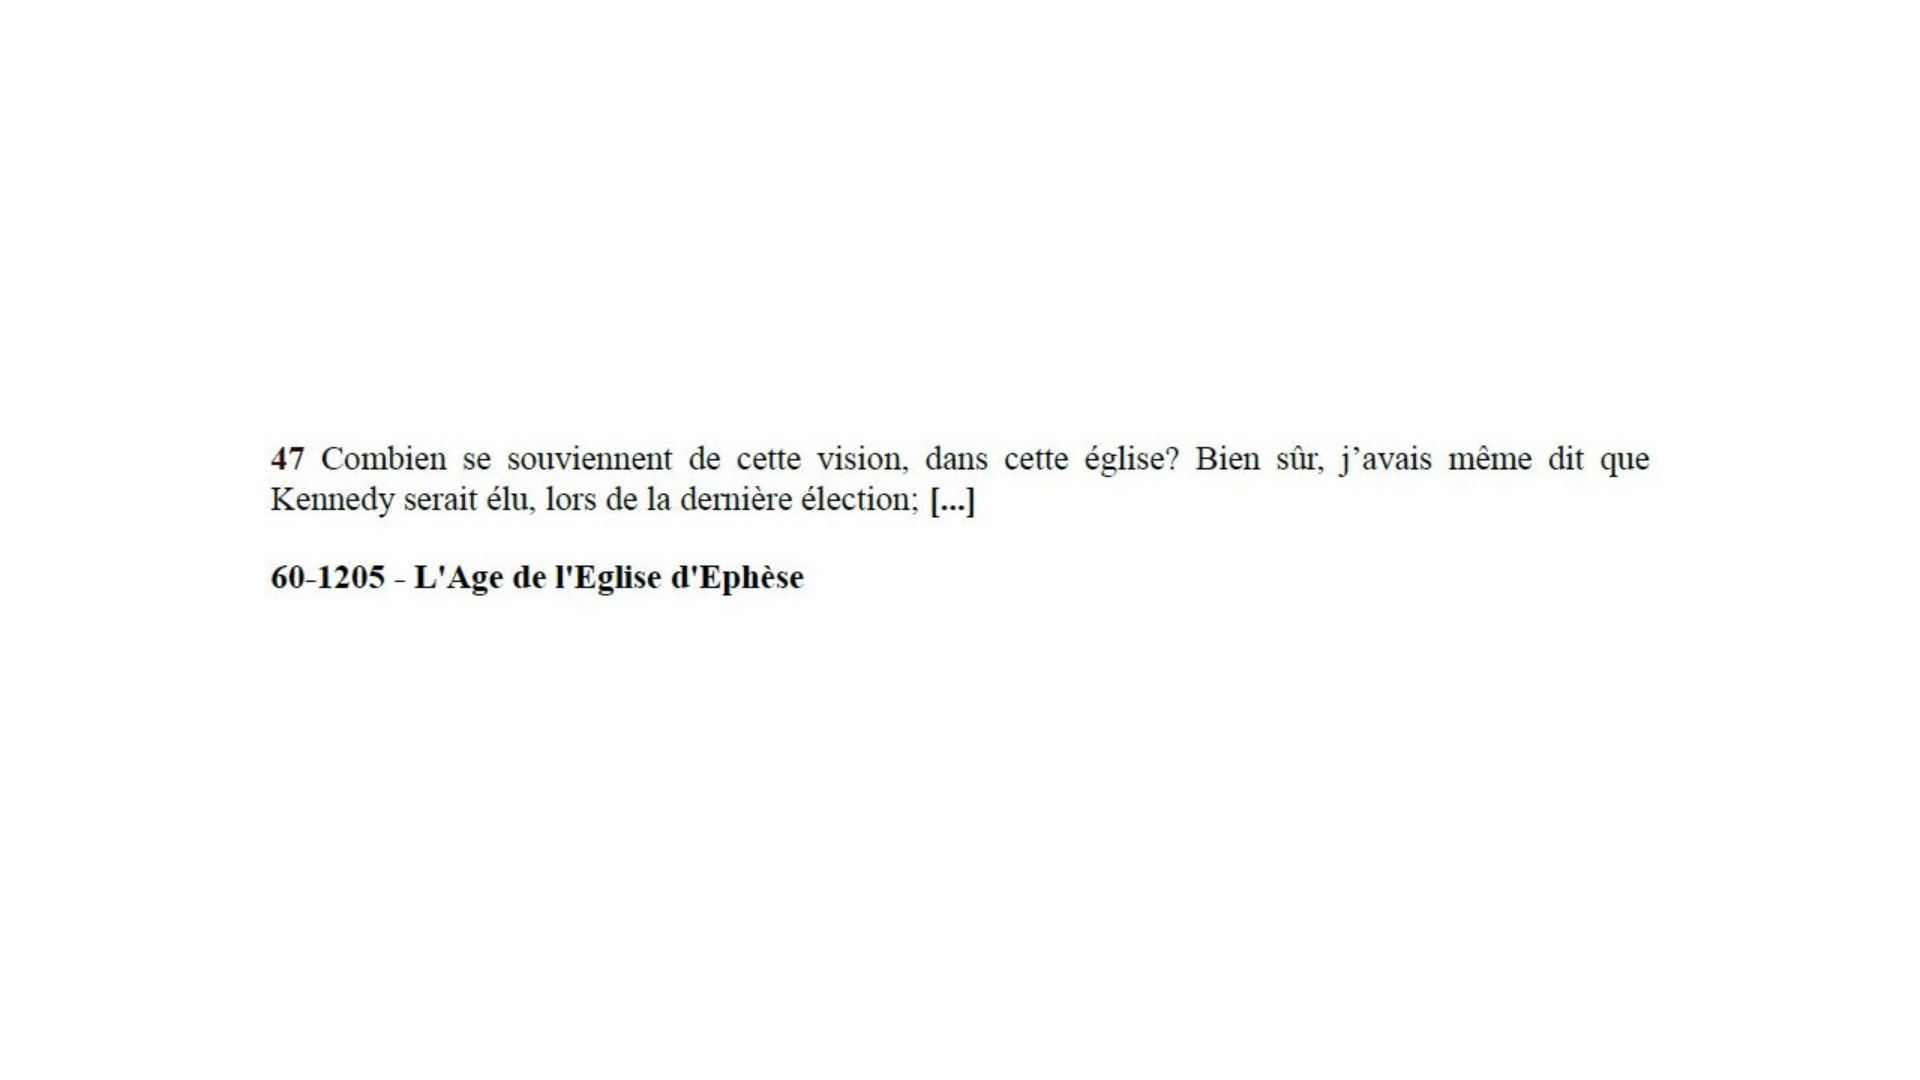 47 Combien se souviennent de cette vision, dans cette église? Bien sûr, j’avais même dit que
Kennedy serait élu, lors de la dernière élection; [...]
60-1205 - L'Age de l'Eglise d'Ephèse